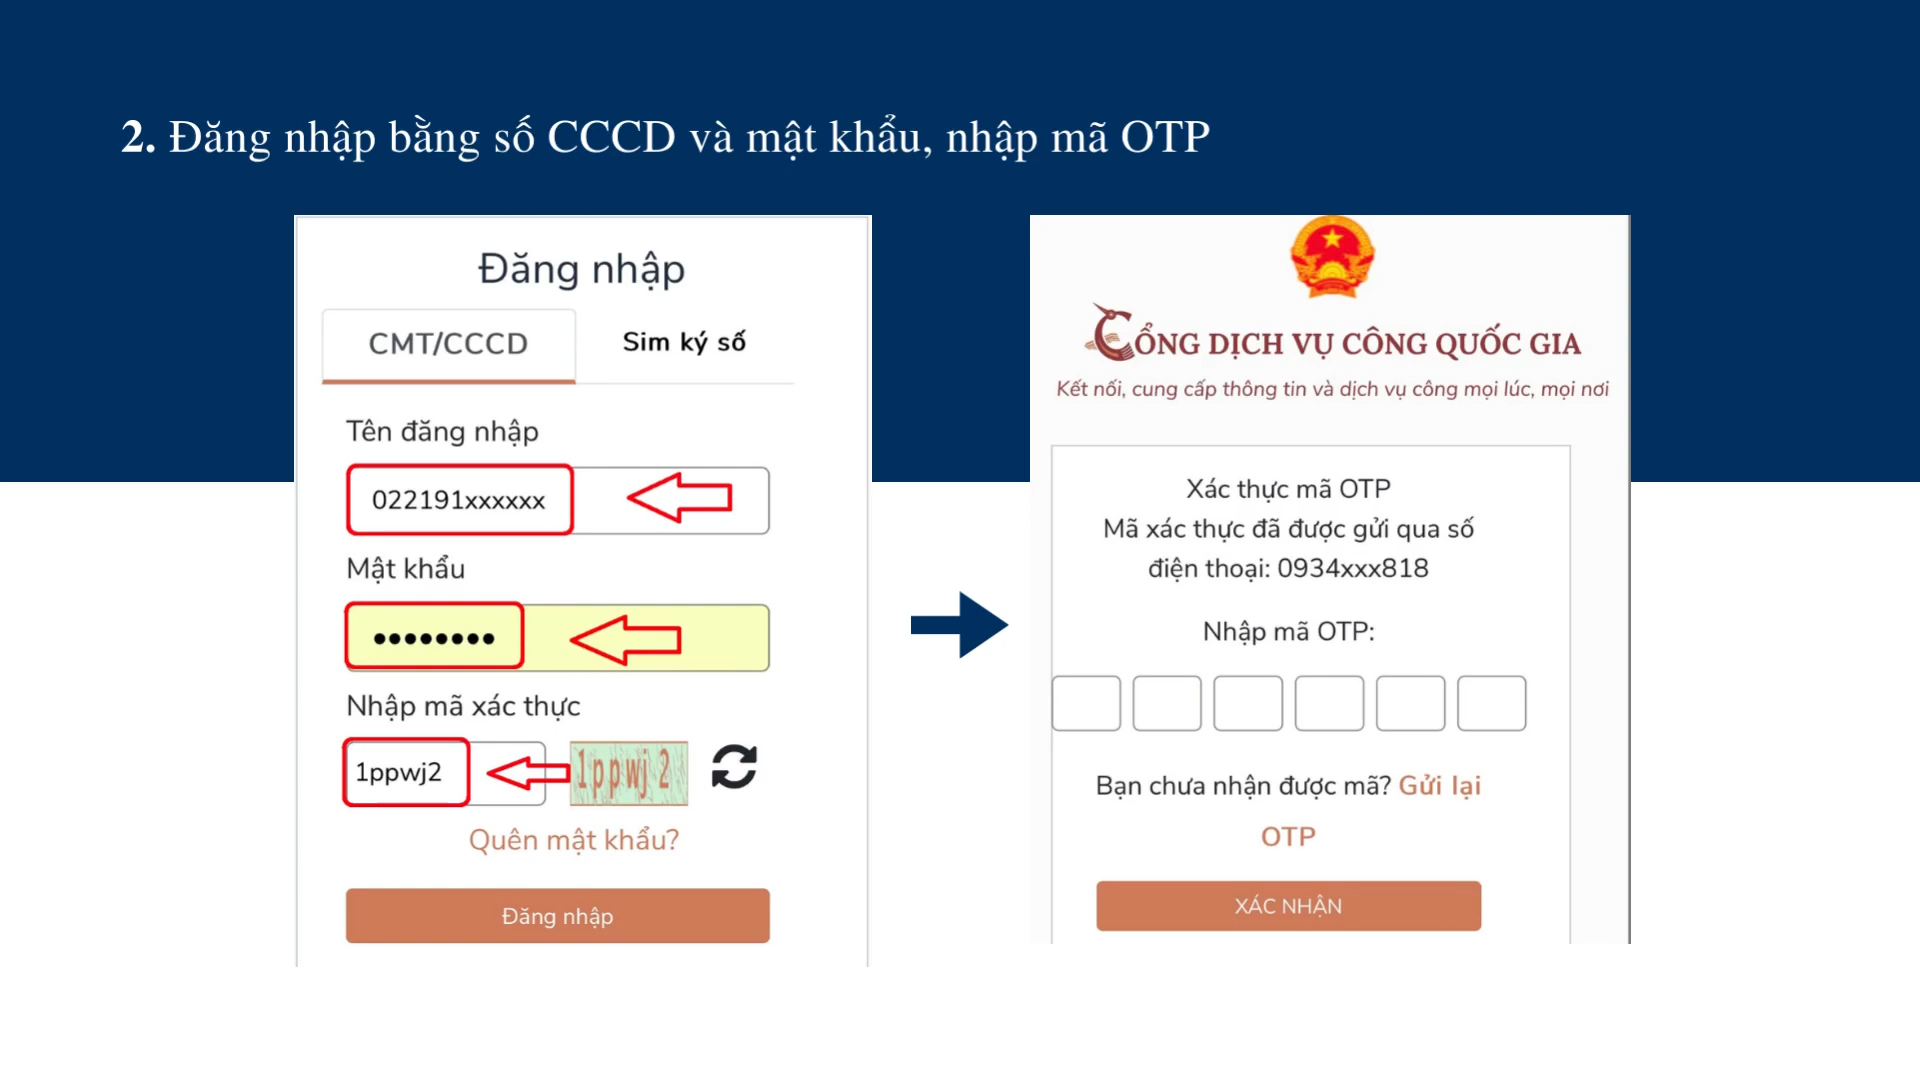 2. Đăng nhập bằng số CCCD và mật khẩu, nhập mã OTP
Đăng nhập
CMT/CCCD
Sim ký số
Tên đăng nhập
022191xxxxxx
Mật khẩu
••••••••
Nhập mã xác thực
1ppwj2
1ppwj 2
Quên mật khẩu?
Đăng nhập
CỔNG DỊCH VỤ CÔNG QUỐC GIA
Kết nối, cung cấp thông tin và dịch vụ công mọi lúc, mọi nơi
Xác thực mã OTP
Mã xác thực đã được gửi qua số
điện thoại: 0934xxx818
Nhập mã OTP:
Bạn chưa nhận được mã? Gửi lại
OTP
XÁC NHẬN